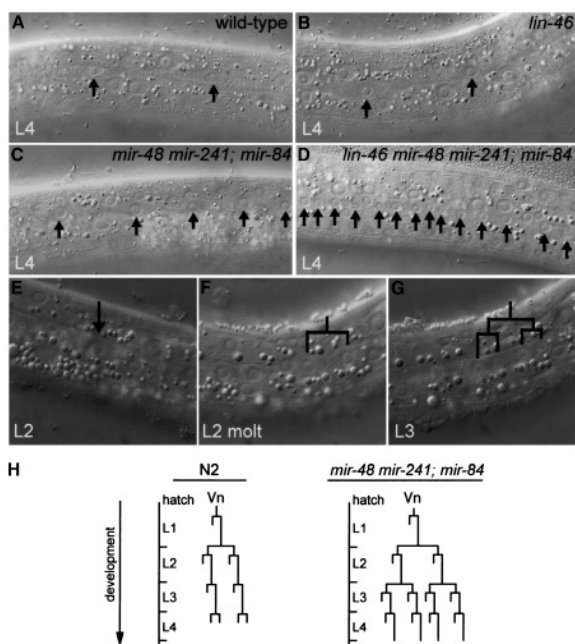 A wild-type
L4
B lin-46
L4
C mir-48 mir-241; mir-84
L4
D lin-46 mir-48 mir-241; mir-84
L4
E
L2
F
L2 molt
G
L3
H
N2
mir-48 mir-241; mir-84
development
hatch Vn
L1
L2
L3
L4
hatch Vn
L1
L2
L3
L4